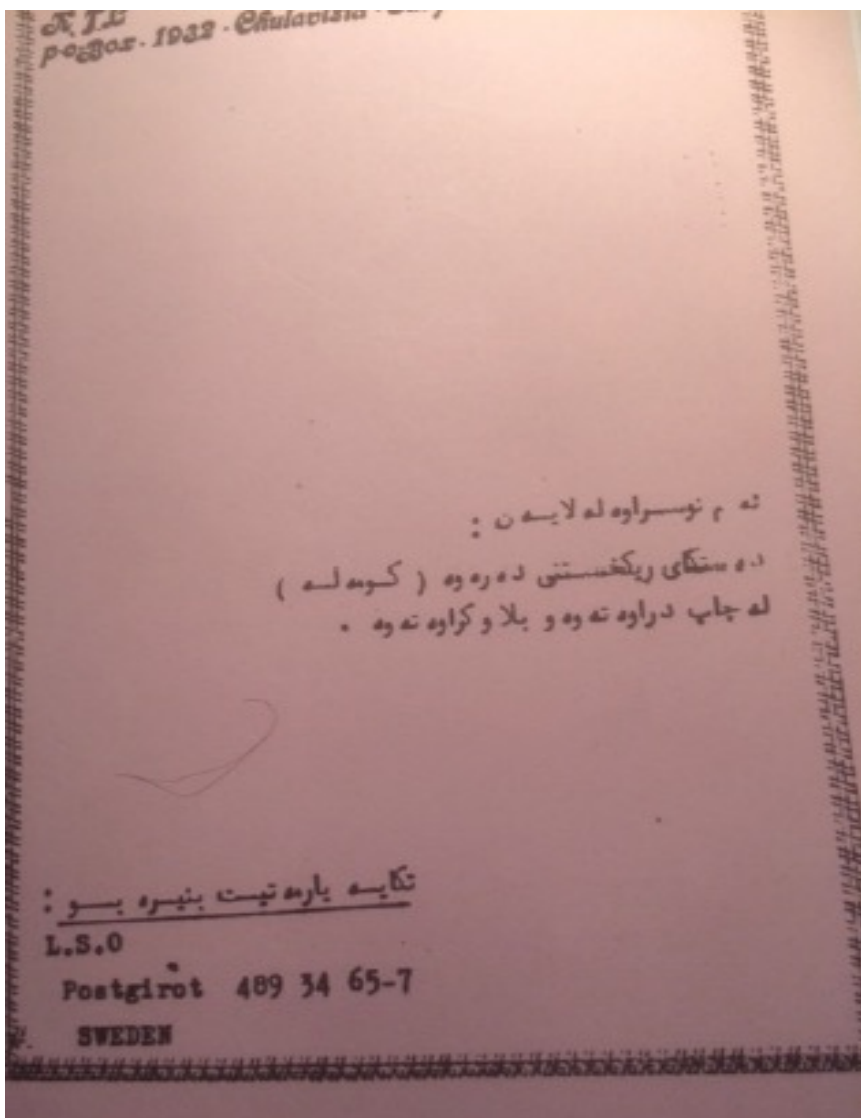 P.O.Box - 1932 - Chulavista -
ئه م نوسراوه له لایه ن :
ده ستگای ریکخستنی ده ره وه ( کومه له )
له چاپ دراوه ته وه و بلا و کراوه ته وه .
تکایه یارمه تیت بنیره بو :
L.S.O
Postgirot 489 34 65-7
SWEDEN